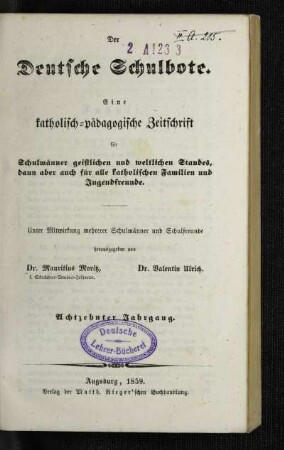 Der
2 A1233
Deutsche Schulbote.
Eine
katholisch-pädagogische Zeitschrift
für
Schulmänner geistlichen und weltlichen Standes,
dann aber auch für alle katholischen Familien und
Jugendfreunde.
Unter Mitwirkung mehrerer Schulmänner und Schulfreunde
herausgegeben von
Dr. Mauritius Moritz, Dr. Valentin Ulrich.
Achtzehnter Jahrgang.
Deutsche
Lehrer-Bücherei
Augsburg, 1859.
Verlag der Matth. Rieger'schen Buchhandlung.